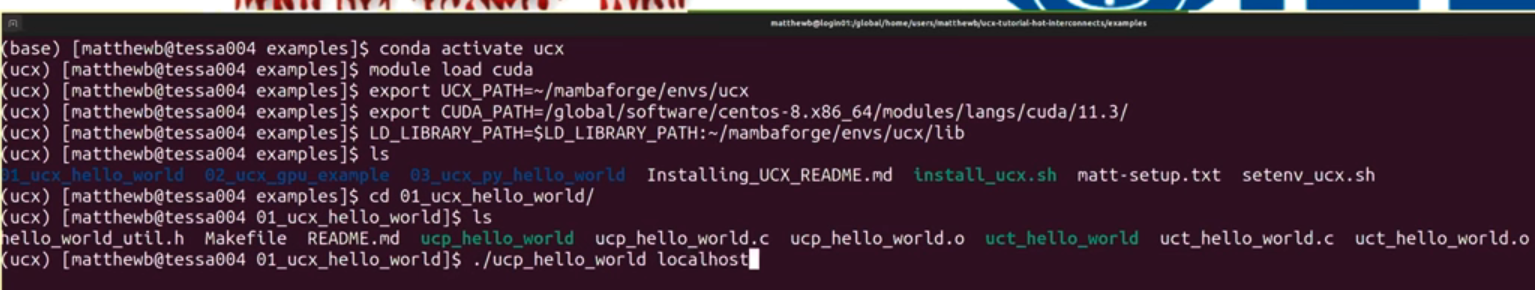 matthewb@login01:/global/home/users/matthewb/ucx-tutorial-hot-interconnects/examples
(base) [matthewb@tessa004 examples]$ conda activate ucx
(ucx) [matthewb@tessa004 examples]$ module load cuda
(ucx) [matthewb@tessa004 examples]$ export UCX_PATH=~/mambaforge/envs/ucx
(ucx) [matthewb@tessa004 examples]$ export CUDA_PATH=/global/software/centos-8.x86_64/modules/langs/cuda/11.3/
(ucx) [matthewb@tessa004 examples]$ LD_LIBRARY_PATH=$LD_LIBRARY_PATH:~/mambaforge/envs/ucx/lib
(ucx) [matthewb@tessa004 examples]$ ls
01_ucx_hello_world 02_ucx_gpu_example 03_ucx_py_hello_world Installing_UCX_README.md install_ucx.sh matt-setup.txt setenv_ucx.sh
(ucx) [matthewb@tessa004 examples]$ cd 01_ucx_hello_world/
(ucx) [matthewb@tessa004 01_ucx_hello_world]$ ls
hello_world_util.h Makefile README.md ucp_hello_world ucp_hello_world.c ucp_hello_world.o uct_hello_world uct_hello_world.c uct_hello_world.o
(ucx) [matthewb@tessa004 01_ucx_hello_world]$ ./ucp_hello_world localhost